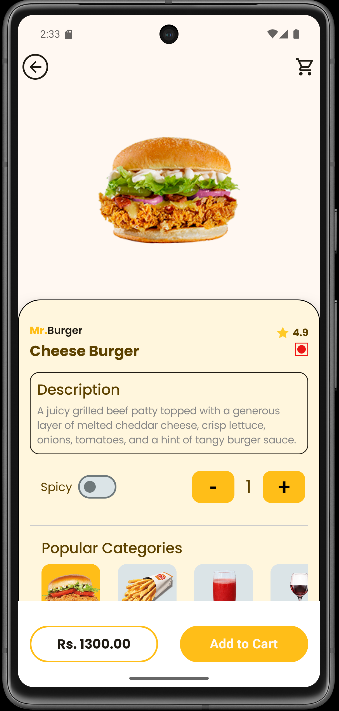 2:33
Mr.Burger
4.9
Cheese Burger
Description
A juicy grilled beef patty topped with a generous
layer of melted cheddar cheese, crisp lettuce,
onions, tomatoes, and a hint of tangy burger sauce.
Spicy
- 1 +
Popular Categories
Rs. 1300.00
Add to Cart